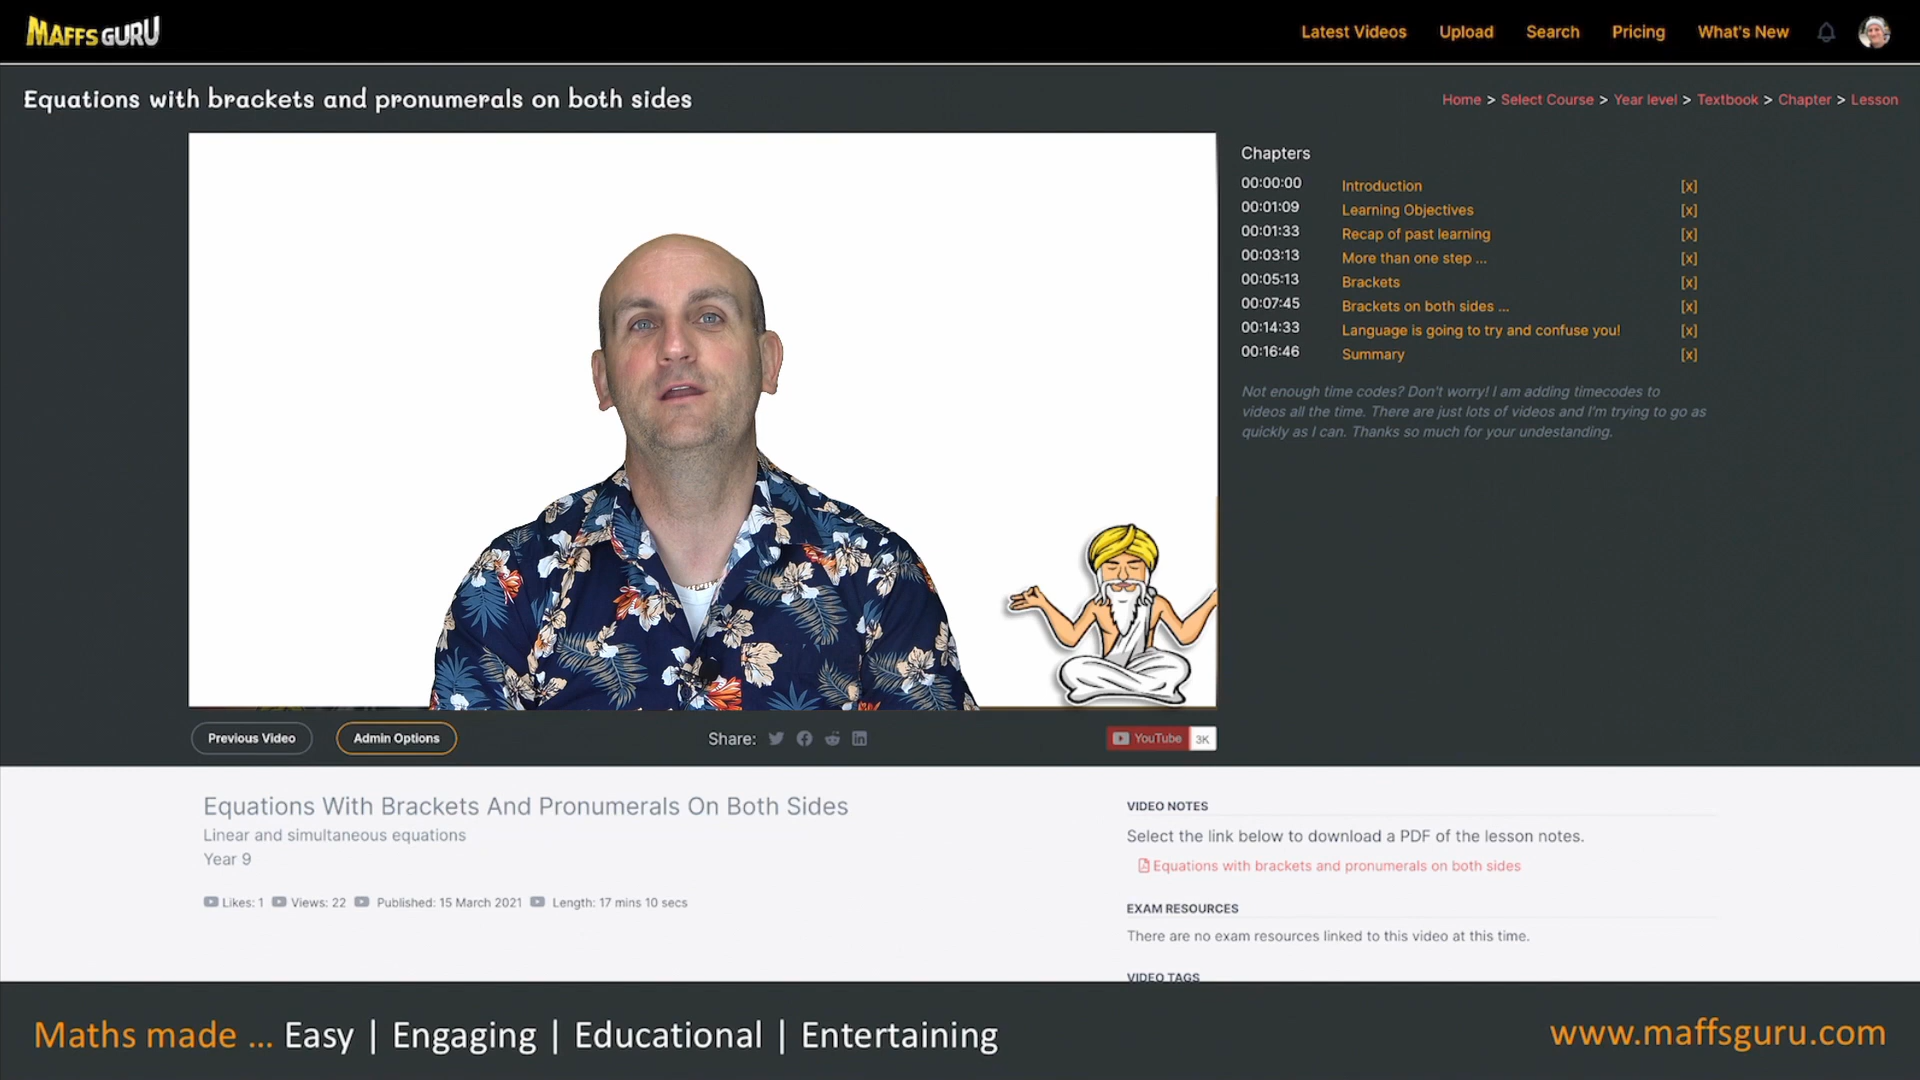 MAFFSGURU
Latest Videos Upload Search Pricing What's New
Equations with brackets and pronumerals on both sides
Home > Select Course > Year level > Textbook > Chapter > Lesson
Chapters
00:00:00 Introduction [x]
00:01:09 Learning Objectives [x]
00:01:33 Recap of past learning [x]
00:03:13 More than one step ... [x]
00:05:13 Brackets [x]
00:07:45 Brackets on both sides ... [x]
00:14:33 Language is going to try and confuse you! [x]
00:16:46 Summary [x]
Not enough time codes? Don't worry! I am adding timecodes to
videos all the time. There are just lots of videos and I'm trying to go as
quickly as I can. Thanks so much for your undestanding.
Previous Video Admin Options Share: YouTube 3K
Equations With Brackets And Pronumerals On Both Sides
Linear and simultaneous equations
Year 9
Likes: 1 Views: 22 Published: 15 March 2021 Length: 17 mins 10 secs
VIDEO NOTES
Select the link below to download a PDF of the lesson notes.
Equations with brackets and pronumerals on both sides
EXAM RESOURCES
There are no exam resources linked to this video at this time.
VIDEO TAGS
Maths made ... Easy | Engaging | Educational | Entertaining
www.maffsguru.com